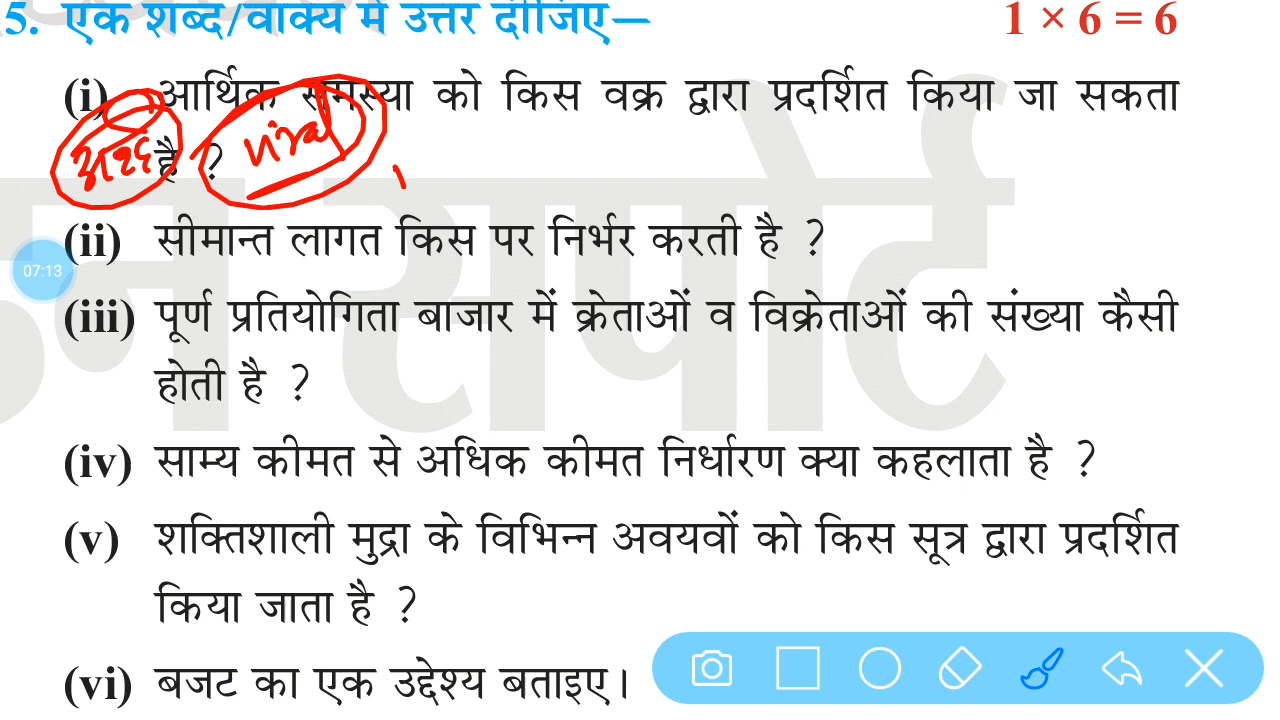 5. एक शब्द/वाक्य में उत्तर दीजिए— 1 × 6 = 6
(i) आर्थिक समस्या को किस वक्र द्वारा प्रदर्शित किया जा सकता
है ?
(ii) सीमान्त लागत किस पर निर्भर करती है ?
07:13
(iii) पूर्ण प्रतियोगिता बाजार में क्रेताओं व विक्रेताओं की संख्या कैसी
होती है ?
(iv) साम्य कीमत से अधिक कीमत निर्धारण क्या कहलाता है ?
(v) शक्तिशाली मुद्रा के विभिन्न अवयवों को किस सूत्र द्वारा प्रदर्शित
किया जाता है ?
(vi) बजट का एक उद्देश्य बताइए।